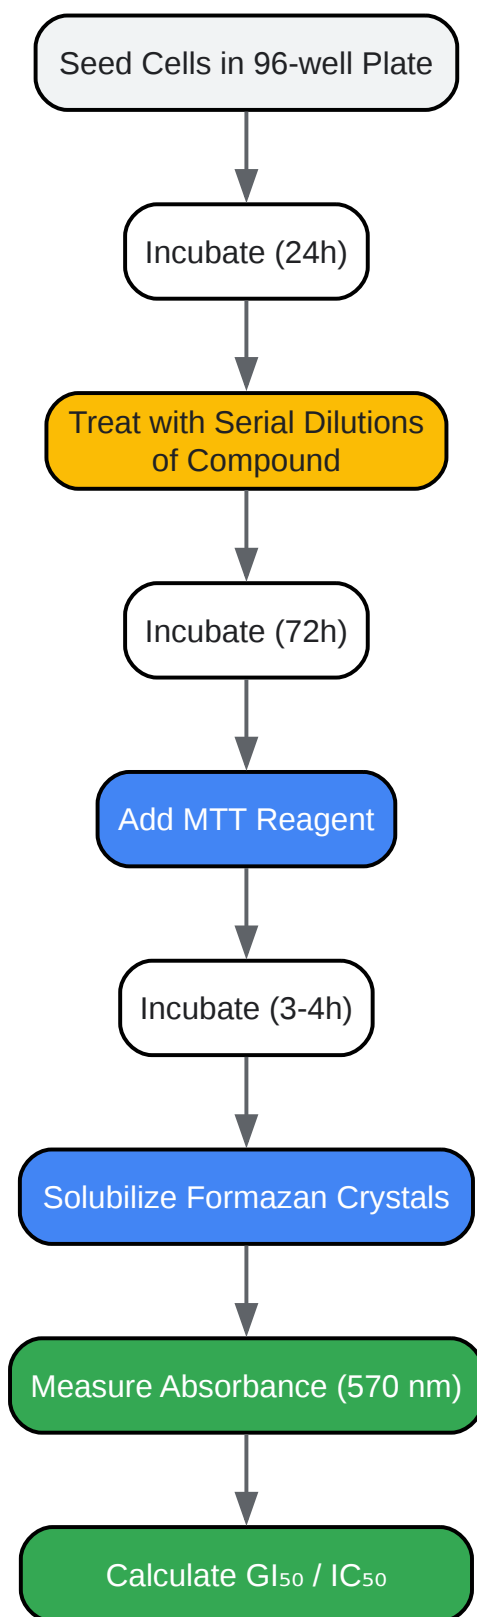 Seed Cells in 96-well Plate
Incubate (24h)
Treat with Serial Dilutions
of Compound
Incubate (72h)
Add MTT Reagent
Incubate (3-4h)
Solubilize Formazan Crystals
Measure Absorbance (570 nm)
Calculate GI₅₀ / IC₅₀